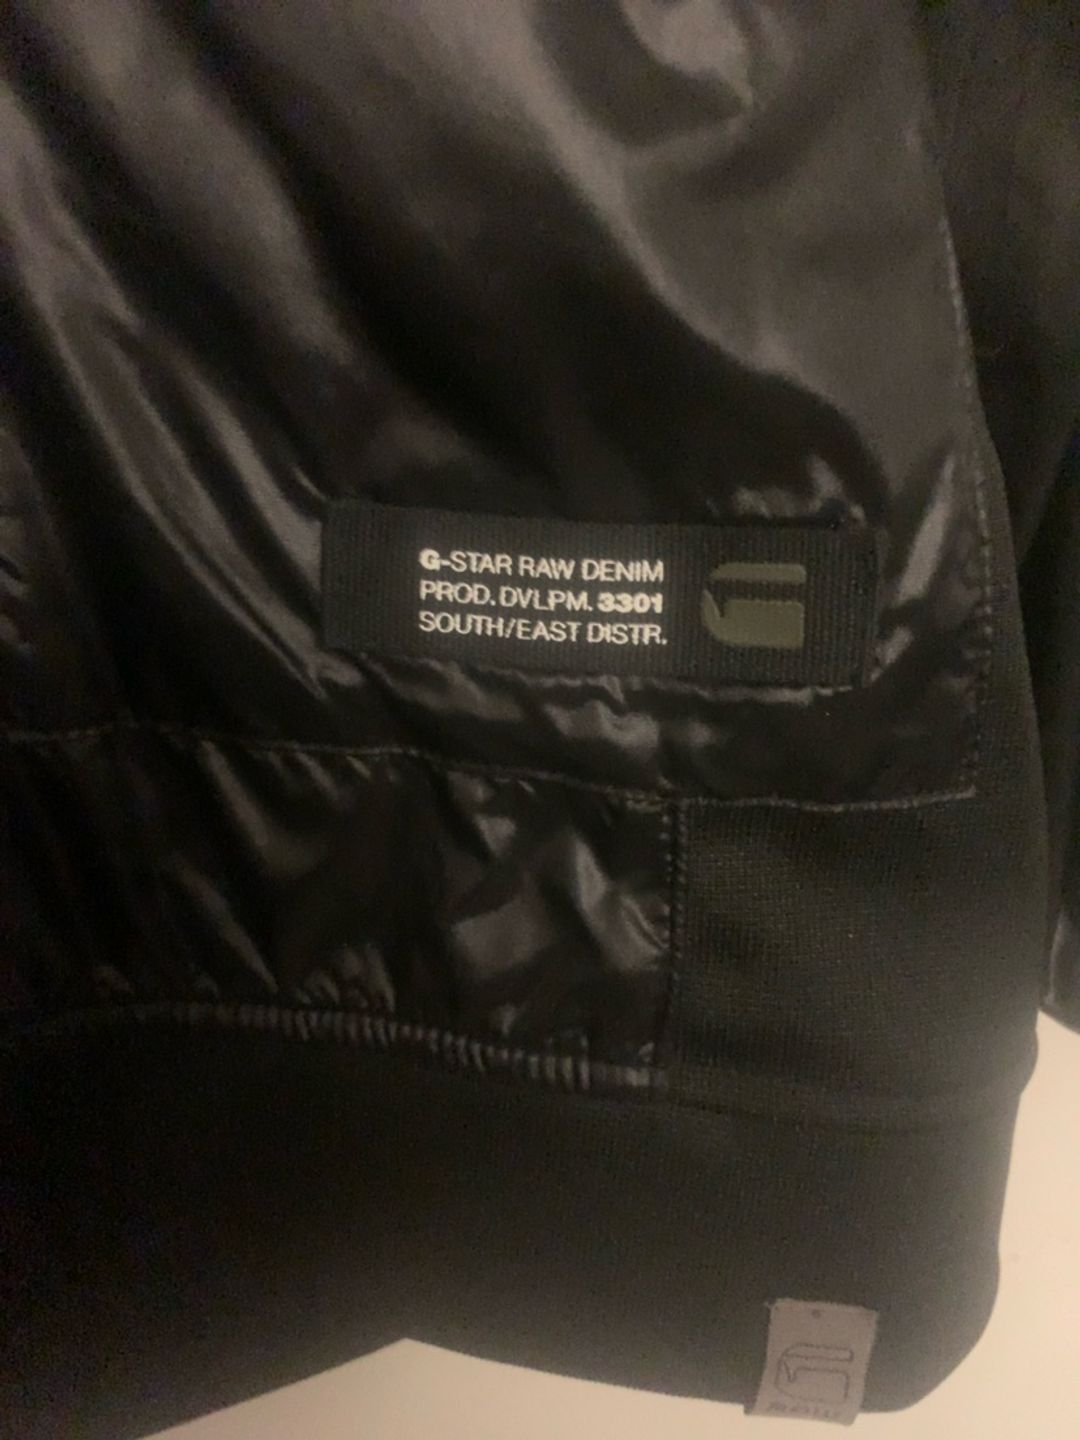 G-STAR RAW DENIM
PROD. DVLPM. 3301
SOUTH/EAST DISTR.